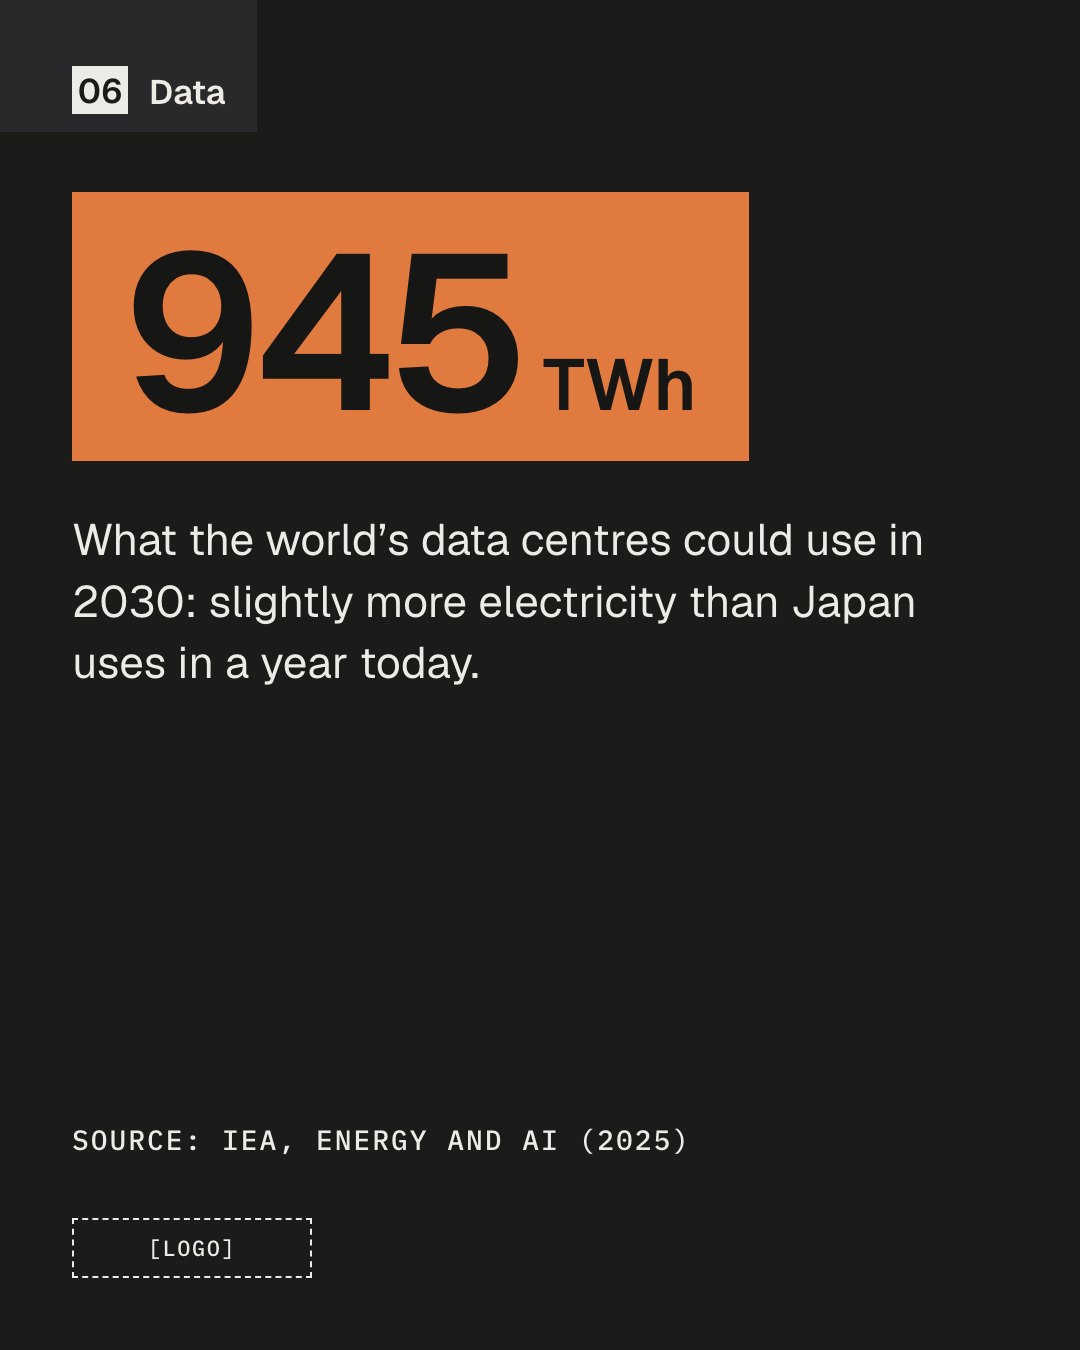 06 Data
945 TWh
What the world’s data centres could use in
2030: slightly more electricity than Japan
uses in a year today.
SOURCE: IEA, ENERGY AND AI (2025)
[LOGO]